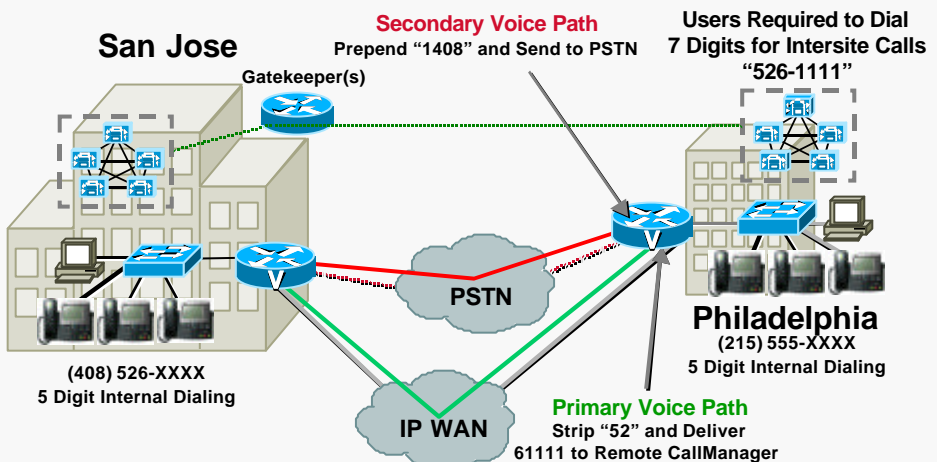 Secondary Voice Path
Prepend “1408” and Send to PSTN
Users Required to Dial
7 Digits for Intersite Calls
“526-1111”
San Jose
Gatekeeper(s)
V
V
PSTN
Philadelphia
(215) 555-XXXX
5 Digit Internal Dialing
(408) 526-XXXX
5 Digit Internal Dialing
IP WAN
Primary Voice Path
Strip “52” and Deliver
61111 to Remote CallManager